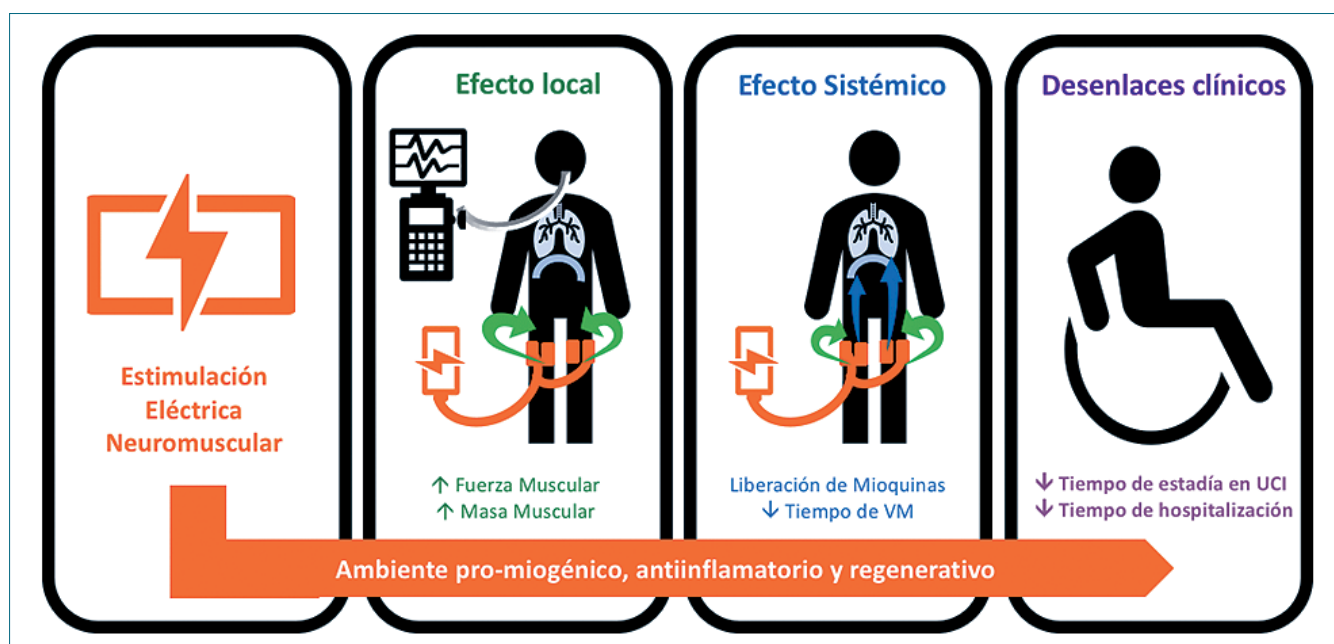 Estimulación
Eléctrica
Neuromuscular
Efecto local
↑ Fuerza Muscular
↑ Masa Muscular
Efecto Sistémico
Liberación de Mioquinas
↓ Tiempo de VM
Desenlaces clínicos
↓ Tiempo de estadía en UCI
↓ Tiempo de hospitalización
Ambiente pro-miogénico, antiinflamatorio y regenerativo